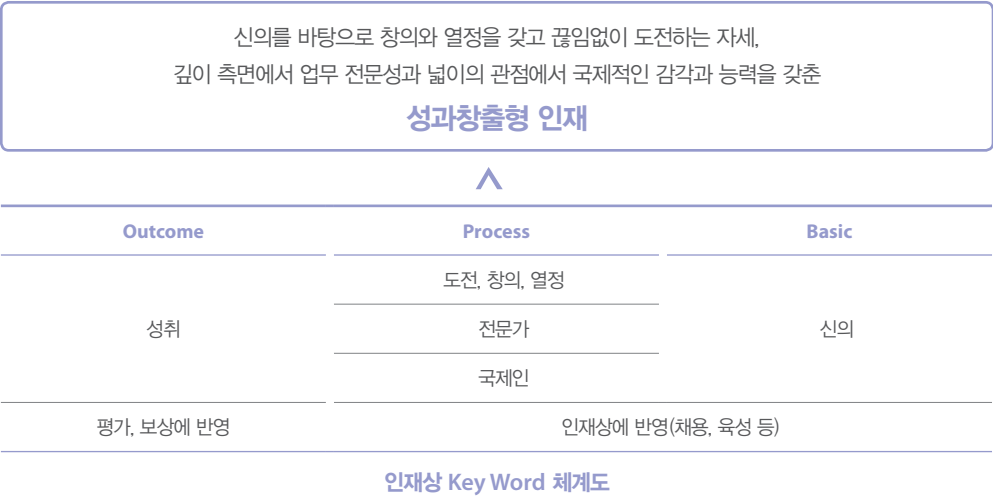 신의를 바탕으로 창의와 열정을 갖고 끊임없이 도전하는 자세,
깊이 측면에서 업무 전문성과 넓이의 관점에서 국제적인 감각과 능력을 갖춘
성과창출형 인재
Outcome Process Basic
도전, 창의, 열정
성취 전문가 신의
국제인
평가, 보상에 반영 인재상에 반영(채용, 육성 등)
인재상 Key Word 체계도